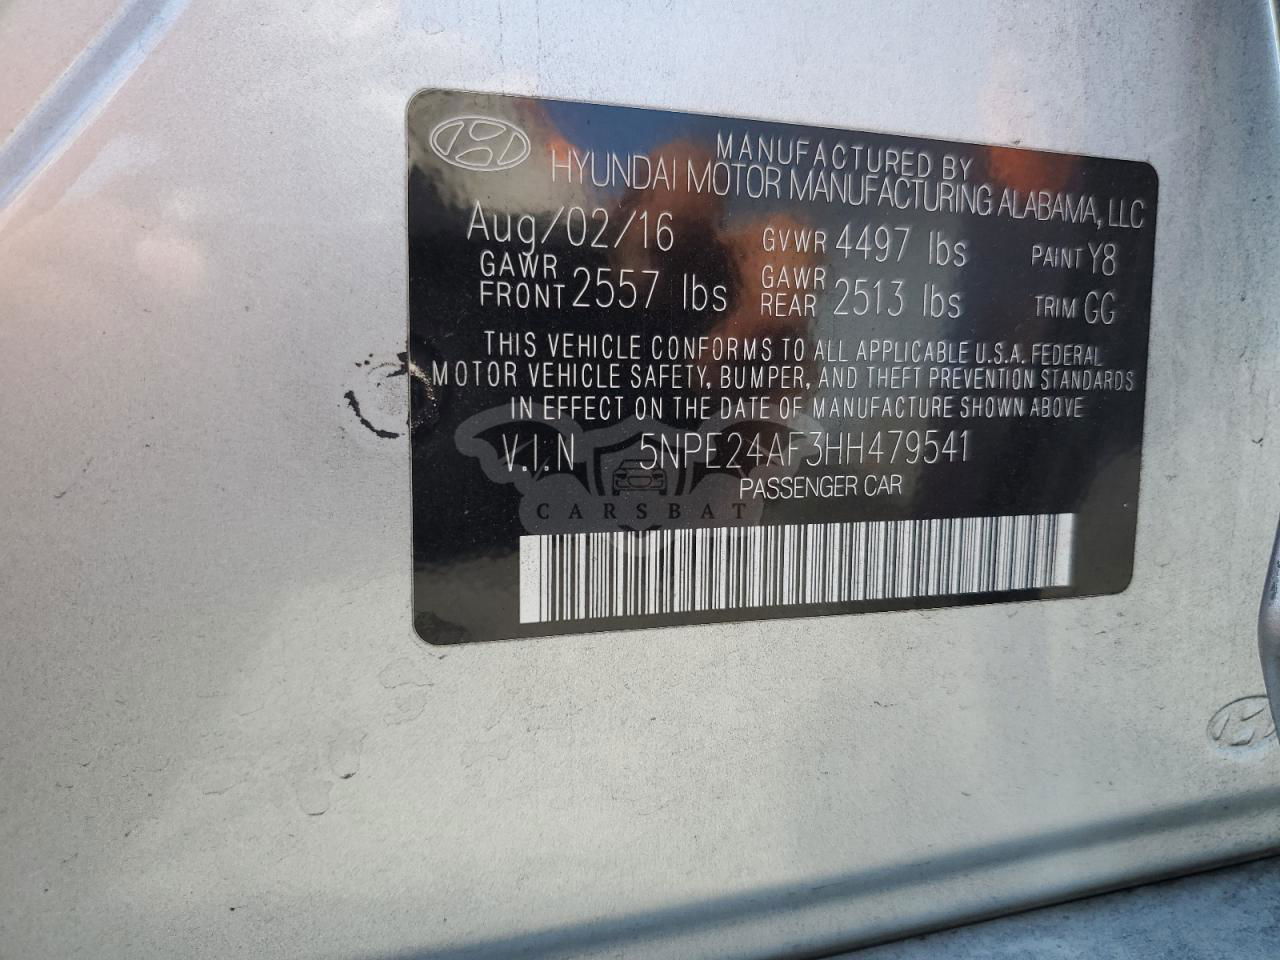 MANUFACTURED BY
HYUNDAI MOTOR MANUFACTURING ALABAMA, LLC
Aug/02/16 GVWR 4497 lbs PAINT Y8
GAWR FRONT 2557 lbs GAWR REAR 2513 lbs TRIM GG
THIS VEHICLE CONFORMS TO ALL APPLICABLE U.S.A. FEDERAL
MOTOR VEHICLE SAFETY, BUMPER, AND THEFT PREVENTION STANDARDS
IN EFFECT ON THE DATE OF MANUFACTURE SHOWN ABOVE
V.I.N 5NPE24AF3HH479541
PASSENGER CAR
CARSBAT